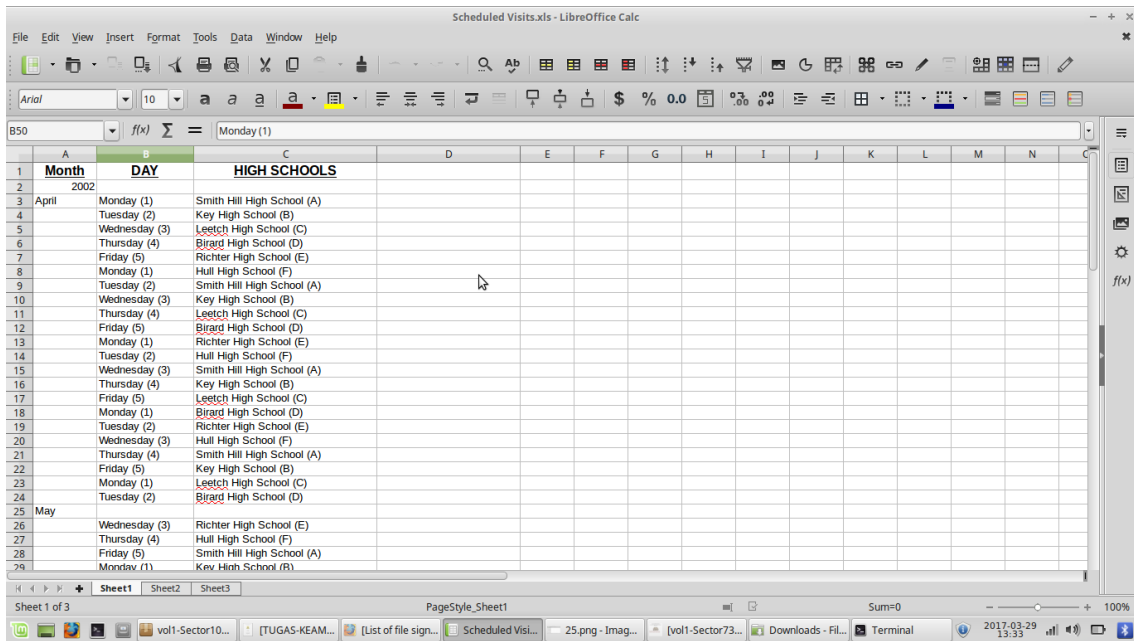 Scheduled Visits.xls - LibreOffice Calc
File Edit View Insert Format Tools Data Window Help
Arial 10
B50 f(x) Σ = Monday (1)
A B C D E F G H I J K L M N
1 Month DAY HIGH SCHOOLS
2 2002
3 April Monday (1) Smith Hill High School (A)
4 Tuesday (2) Key High School (B)
5 Wednesday (3) Leetch High School (C)
6 Thursday (4) Birard High School (D)
7 Friday (5) Richter High School (E)
8 Monday (1) Hull High School (F)
9 Tuesday (2) Smith Hill High School (A)
10 Wednesday (3) Key High School (B)
11 Thursday (4) Leetch High School (C)
12 Friday (5) Birard High School (D)
13 Monday (1) Richter High School (E)
14 Tuesday (2) Hull High School (F)
15 Wednesday (3) Smith Hill High School (A)
16 Thursday (4) Key High School (B)
17 Friday (5) Leetch High School (C)
18 Monday (1) Birard High School (D)
19 Tuesday (2) Richter High School (E)
20 Wednesday (3) Hull High School (F)
21 Thursday (4) Smith Hill High School (A)
22 Friday (5) Key High School (B)
23 Monday (1) Leetch High School (C)
24 Tuesday (2) Birard High School (D)
25 May
26 Wednesday (3) Richter High School (E)
27 Thursday (4) Hull High School (F)
28 Friday (5) Smith Hill High School (A)
29 Monday (1) Key High School (B)
Sheet1 Sheet2 Sheet3
Sheet 1 of 3 PageStyle_Sheet1 Sum=0 100%
vol1-Sector10... [TUGAS-KEAM... [List of file sign... Scheduled Visi... 25.png - Imag... [vol1-Sector73... Downloads - Fil... Terminal 2017-03-29
13:33